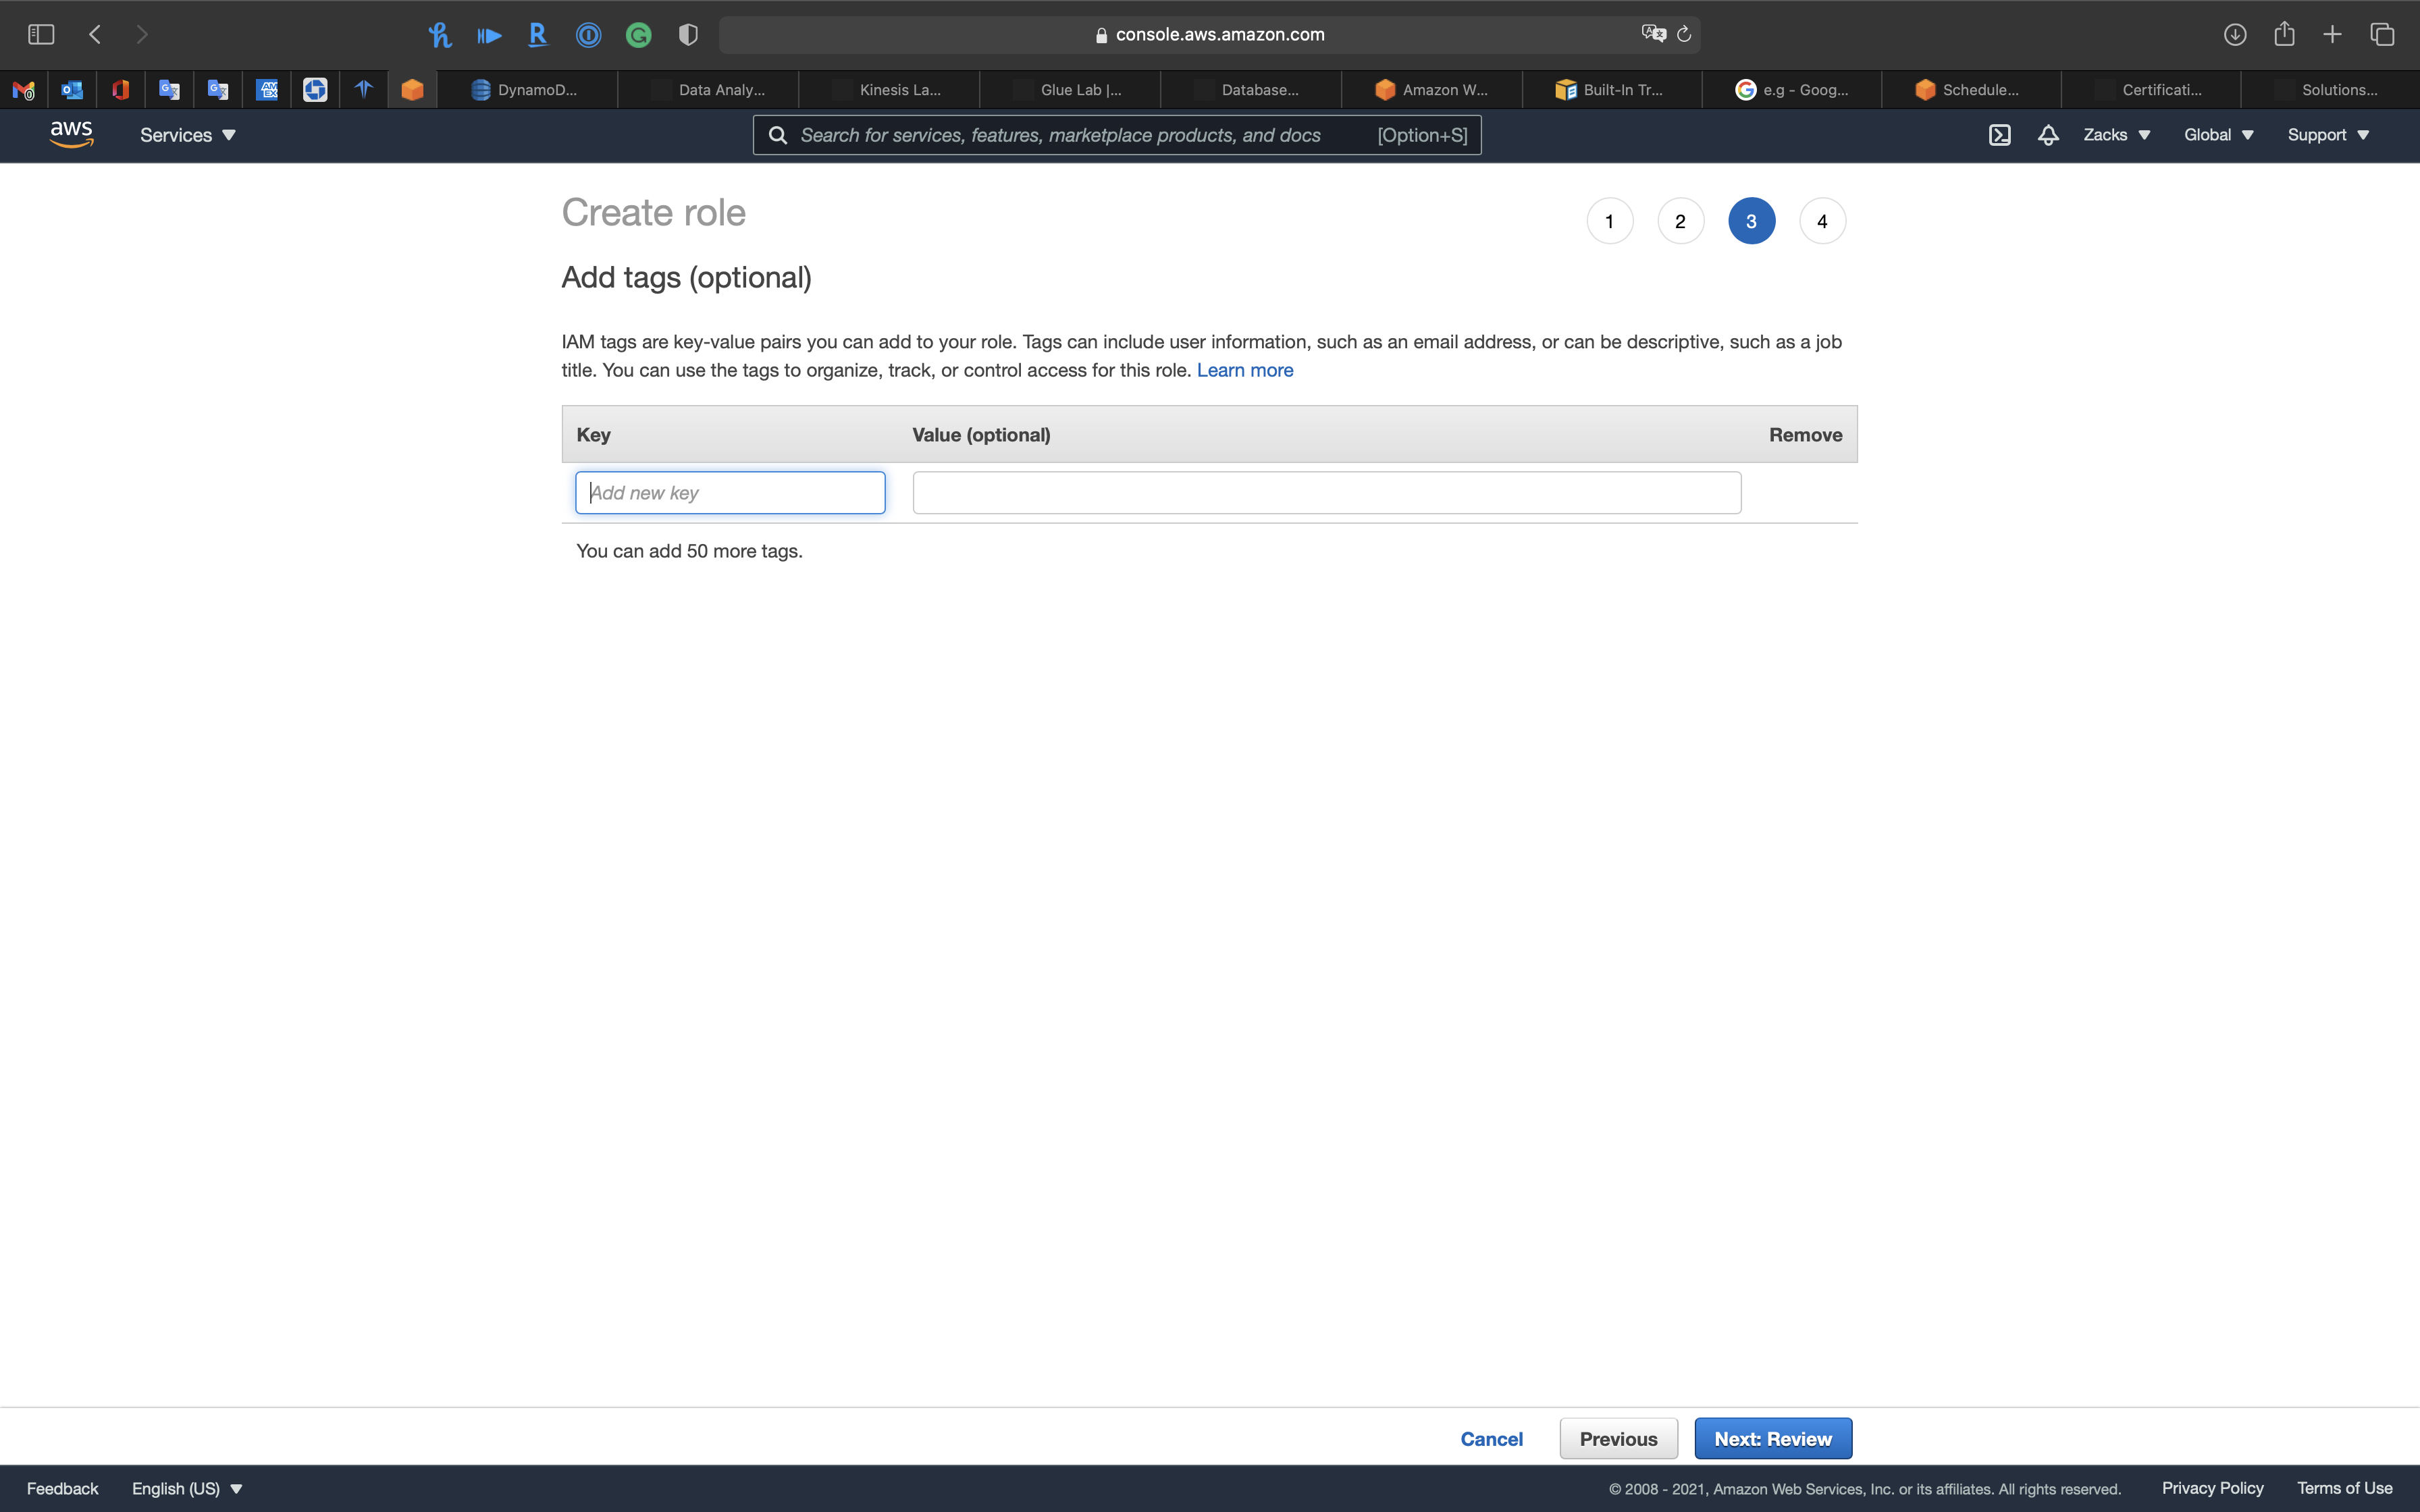 console.aws.amazon.com
DynamoD...
Data Analy...
Kinesis La...
Glue Lab |...
Database...
Amazon W...
Built-In Tr...
e.g - Goog...
Schedule...
Certificati...
Solutions...
aws
Services
Search for services, features, marketplace products, and docs
[Option+S]
Zacks
Global
Support
Create role
1
2
3
4
Add tags (optional)
IAM tags are key-value pairs you can add to your role. Tags can include user information, such as an email address, or can be descriptive, such as a job
title. You can use the tags to organize, track, or control access for this role. Learn more
Key
Value (optional)
Remove
Add new key
You can add 50 more tags.
Cancel
Previous
Next: Review
Feedback
English (US)
© 2008 - 2021, Amazon Web Services, Inc. or its affiliates. All rights reserved.
Privacy Policy
Terms of Use